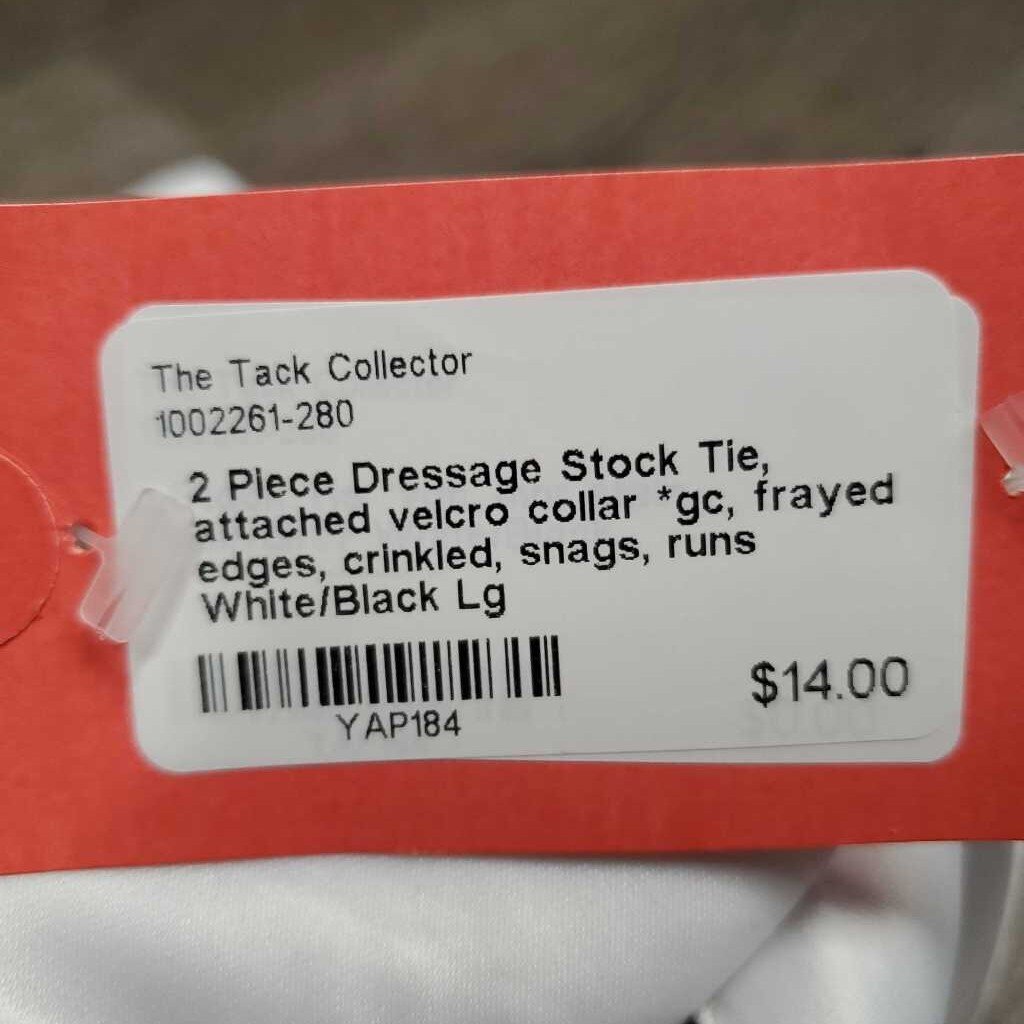 The Tack Collector
1002261-280
2 Piece Dressage Stock Tie,
attached velcro collar *gc, frayed
edges, crinkled, snags, runs
White/Black Lg
YAP184
$14.00